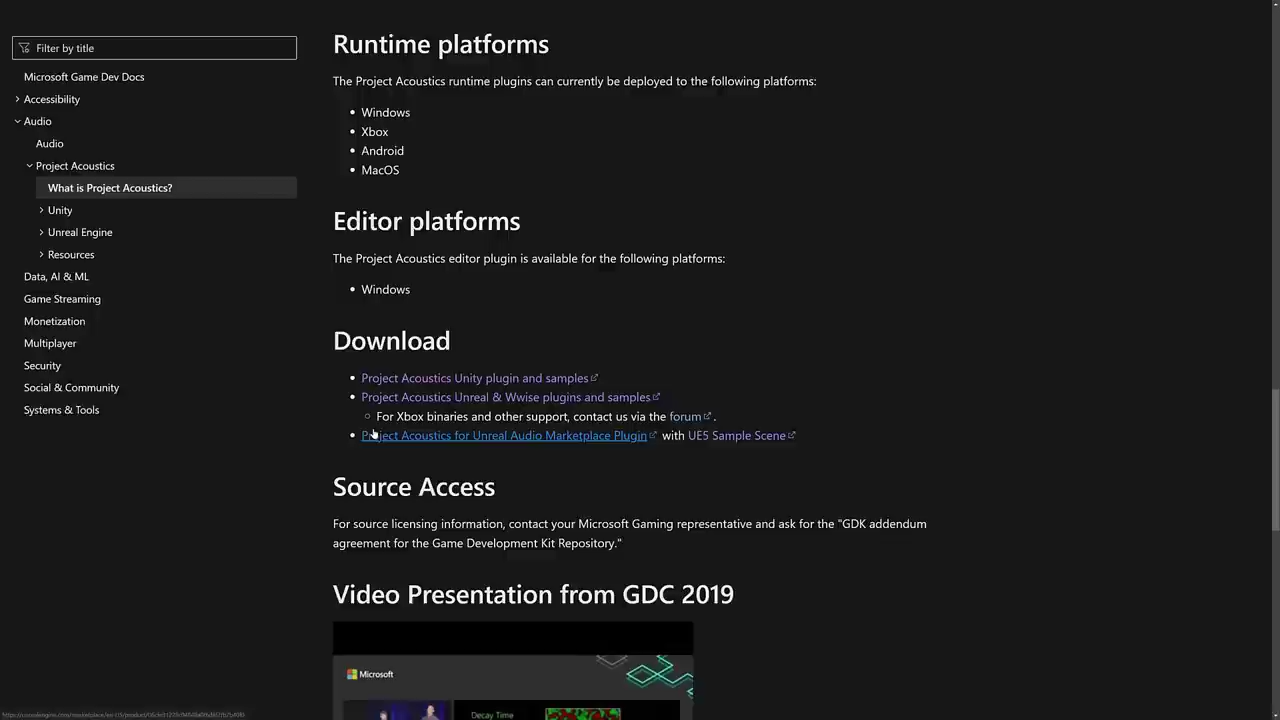 Filter by title
Microsoft Game Dev Docs
Accessibility
Audio
Audio
Project Acoustics
What is Project Acoustics?
Unity
Unreal Engine
Resources
Data, AI & ML
Game Streaming
Monetization
Multiplayer
Security
Social & Community
Systems & Tools
Runtime platforms
The Project Acoustics runtime plugins can currently be deployed to the following platforms:
Windows
Xbox
Android
MacOS
Editor platforms
The Project Acoustics editor plugin is available for the following platforms:
Windows
Download
Project Acoustics Unity plugin and samples
Project Acoustics Unreal & Wwise plugins and samples
For Xbox binaries and other support, contact us via the forum.
Project Acoustics for Unreal Audio Marketplace Plugin with UE5 Sample Scene
Source Access
For source licensing information, contact your Microsoft Gaming representative and ask for the "GDK addendum
agreement for the Game Development Kit Repository."
Video Presentation from GDC 2019
Microsoft
Decay Time